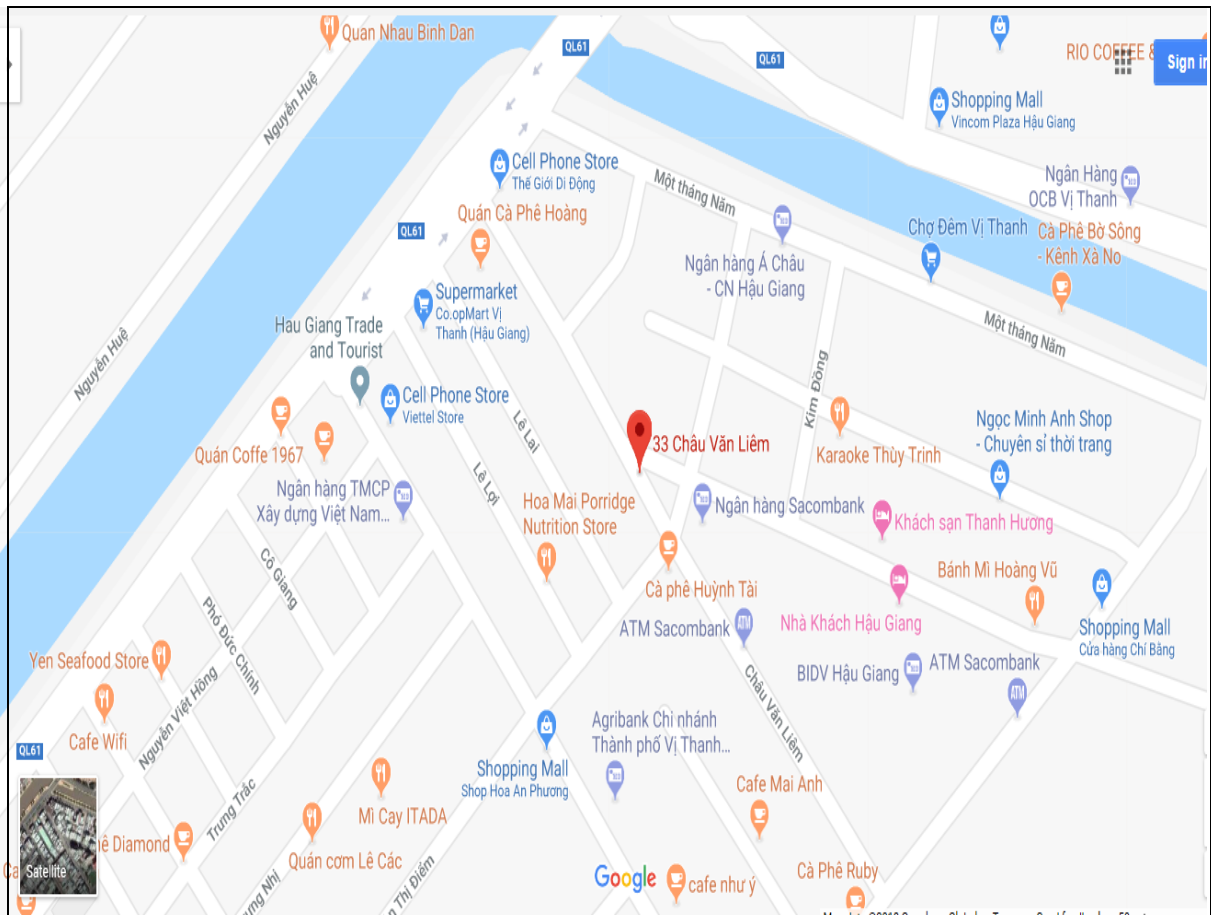 Quan Nhau Binh Dan
QL61
QL61
RIO COFFEE &
Sign in
Nguyễn Huệ
Shopping Mall
Vincom Plaza Hậu Giang
Cell Phone Store
Thế Giới Di Động
Một tháng Năm
Ngân Hàng
OCB Vị Thanh
Quán Cà Phê Hoàng
QL61
Chợ Đêm Vị Thanh
Cà Phê Bờ Sông
- Kênh Xà No
Ngân hàng Á Châu
- CN Hậu Giang
Supermarket
Co.opMart Vị
Thanh (Hậu Giang)
Hau Giang Trade
and Tourist
Một tháng Năm
Nguyễn Huệ
Kim Đồng
Cell Phone Store
Viettel Store
Lê Lai
Quán Coffe 1967
33 Châu Văn Liêm
Karaoke Thùy Trinh
Ngọc Minh Anh Shop
- Chuyên sỉ thời trang
Lê Lợi
Ngân hàng TMCP
Xây dựng Việt Nam...
Hoa Mai Porridge
Nutrition Store
Ngân hàng Sacombank
Khách sạn Thanh Hương
Cô Giang
Cà phê Huỳnh Tài
Bánh Mì Hoàng Vũ
Phó Đức Chính
ATM Sacombank
ATM
Nhà Khách Hậu Giang
Shopping Mall
Cửa hàng Chí Bằng
Yen Seafood Store
BIDV Hậu Giang
ATM Sacombank
ATM
Nguyễn Việt Hồng
Châu Văn Liêm
Cafe Wifi
QL61
Agribank Chi nhánh
Thành phố Vị Thanh...
Shopping Mall
Shop Hoa An Phương
Cafe Mai Anh
Trưng Trắc
Mì Cay ITADA
Diamond
Quán cơm Lê Các
Satellite
Google
cafe như ý
Cà Phê Ruby
Thị Điểm
Nhị